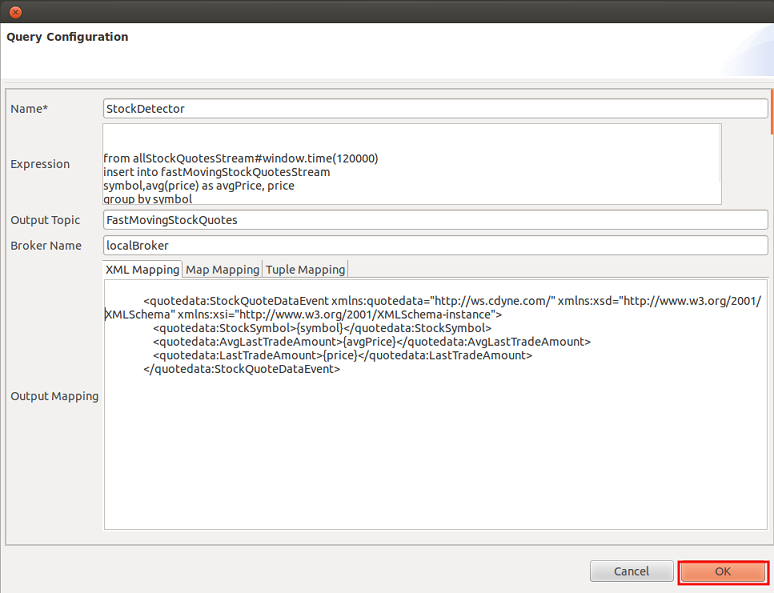 Query Configuration
Name*
StockDetector
Expression
from allStockQuotesStream#window.time(120000)
insert into fastMovingStockQuotesStream
symbol,avg(price) as avgPrice, price
group by symbol
Output Topic
FastMovingStockQuotes
Broker Name
localBroker
XML Mapping Map Mapping Tuple Mapping
Output Mapping
<quotedata:StockQuoteDataEvent xmlns:quotedata="http://ws.cdyne.com/" xmlns:xsd="http://www.w3.org/2001/
XMLSchema" xmlns:xsi="http://www.w3.org/2001/XMLSchema-instance">
<quotedata:StockSymbol>{symbol}</quotedata:StockSymbol>
<quotedata:AvgLastTradeAmount>{avgPrice}</quotedata:AvgLastTradeAmount>
<quotedata:LastTradeAmount>{price}</quotedata:LastTradeAmount>
</quotedata:StockQuoteDataEvent>
Cancel OK